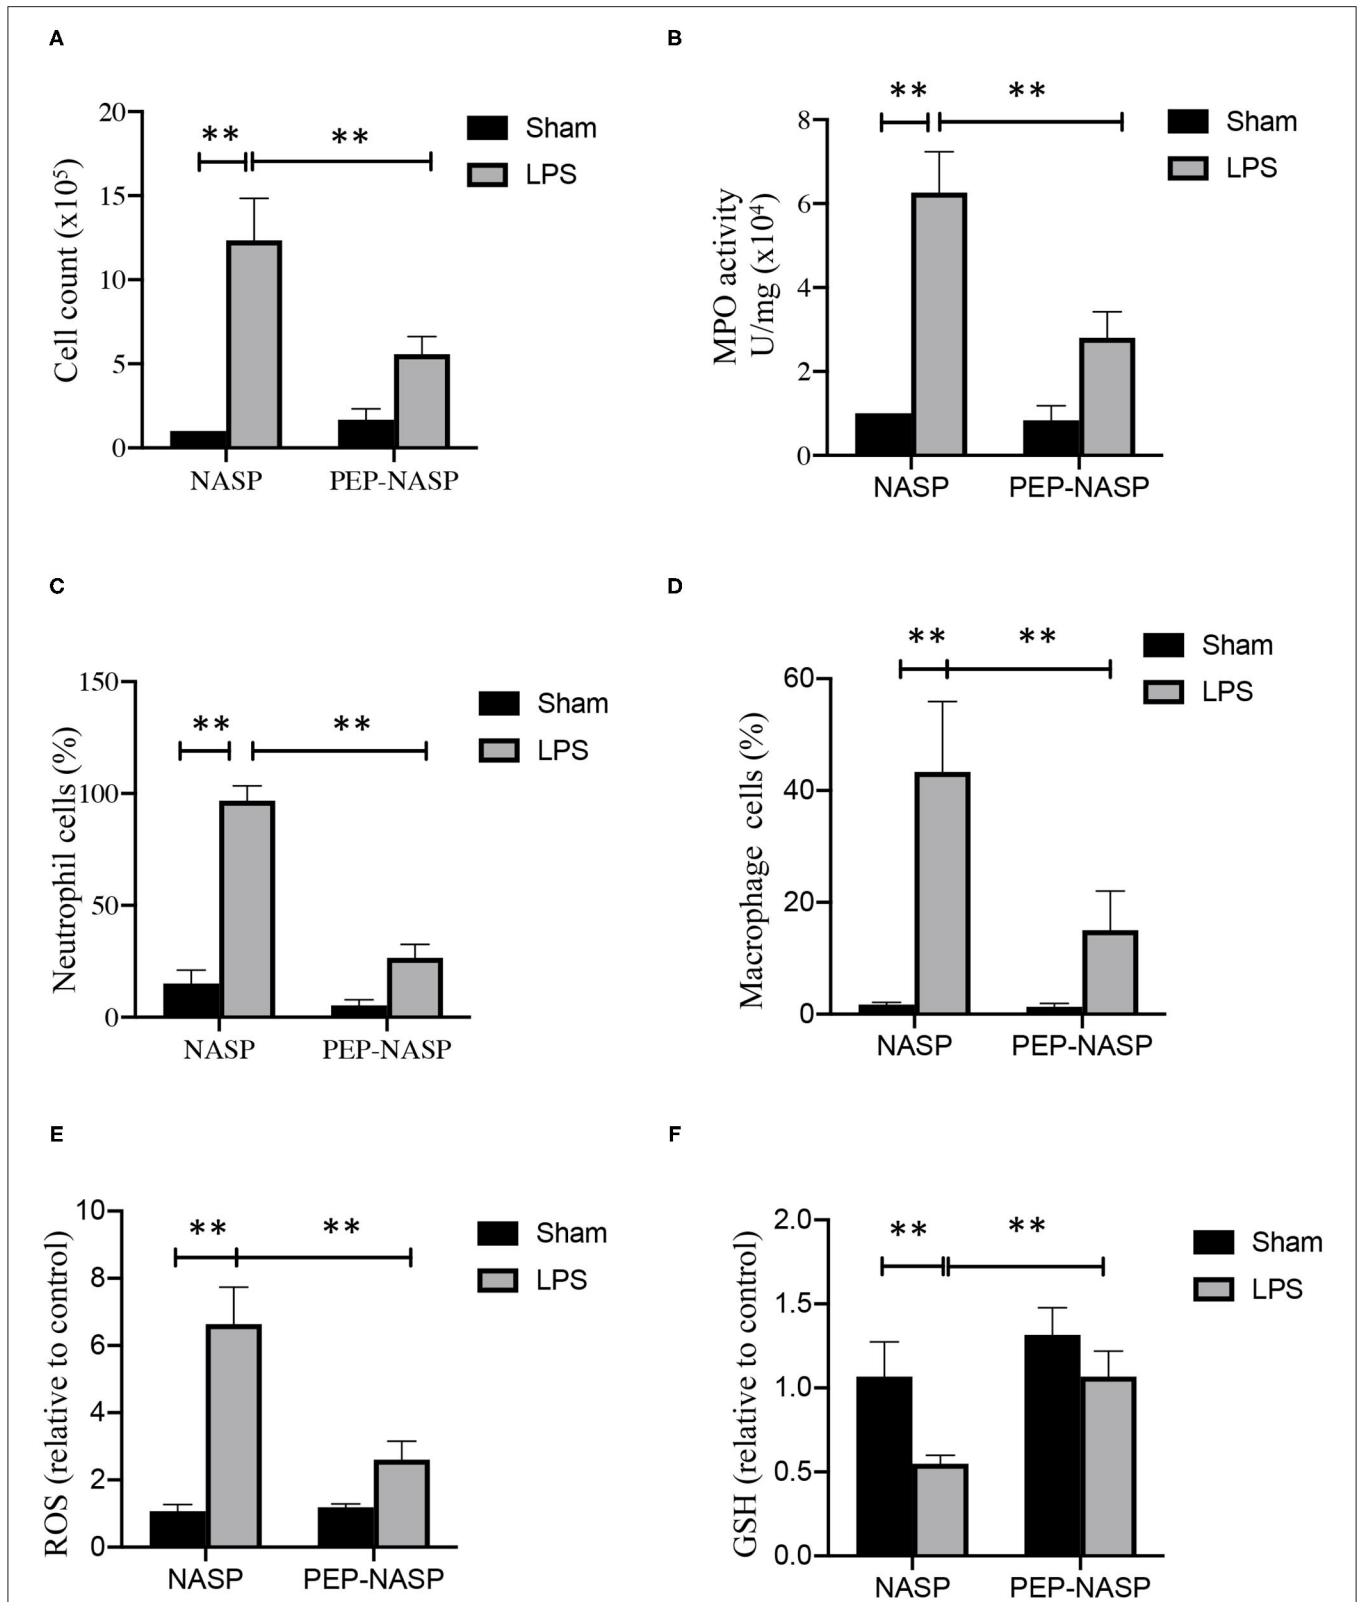 A
20
15
10
5
0
Cell count (x10⁵)
** **
Sham
LPS
NASP PEP-NASP
B
8
6
4
2
0
MPO activity
U/mg (x10⁴)
** **
Sham
LPS
NASP PEP-NASP
C
150
100
50
0
Neutrophil cells (%)
** **
Sham
LPS
NASP PEP-NASP
D
60
40
20
0
Macrophage cells (%)
** **
Sham
LPS
NASP PEP-NASP
E
10
8
6
4
2
0
ROS (relative to control)
** **
Sham
LPS
NASP PEP-NASP
F
2.0
1.5
1.0
0.5
0.0
GSH (relative to control)
** **
Sham
LPS
NASP PEP-NASP